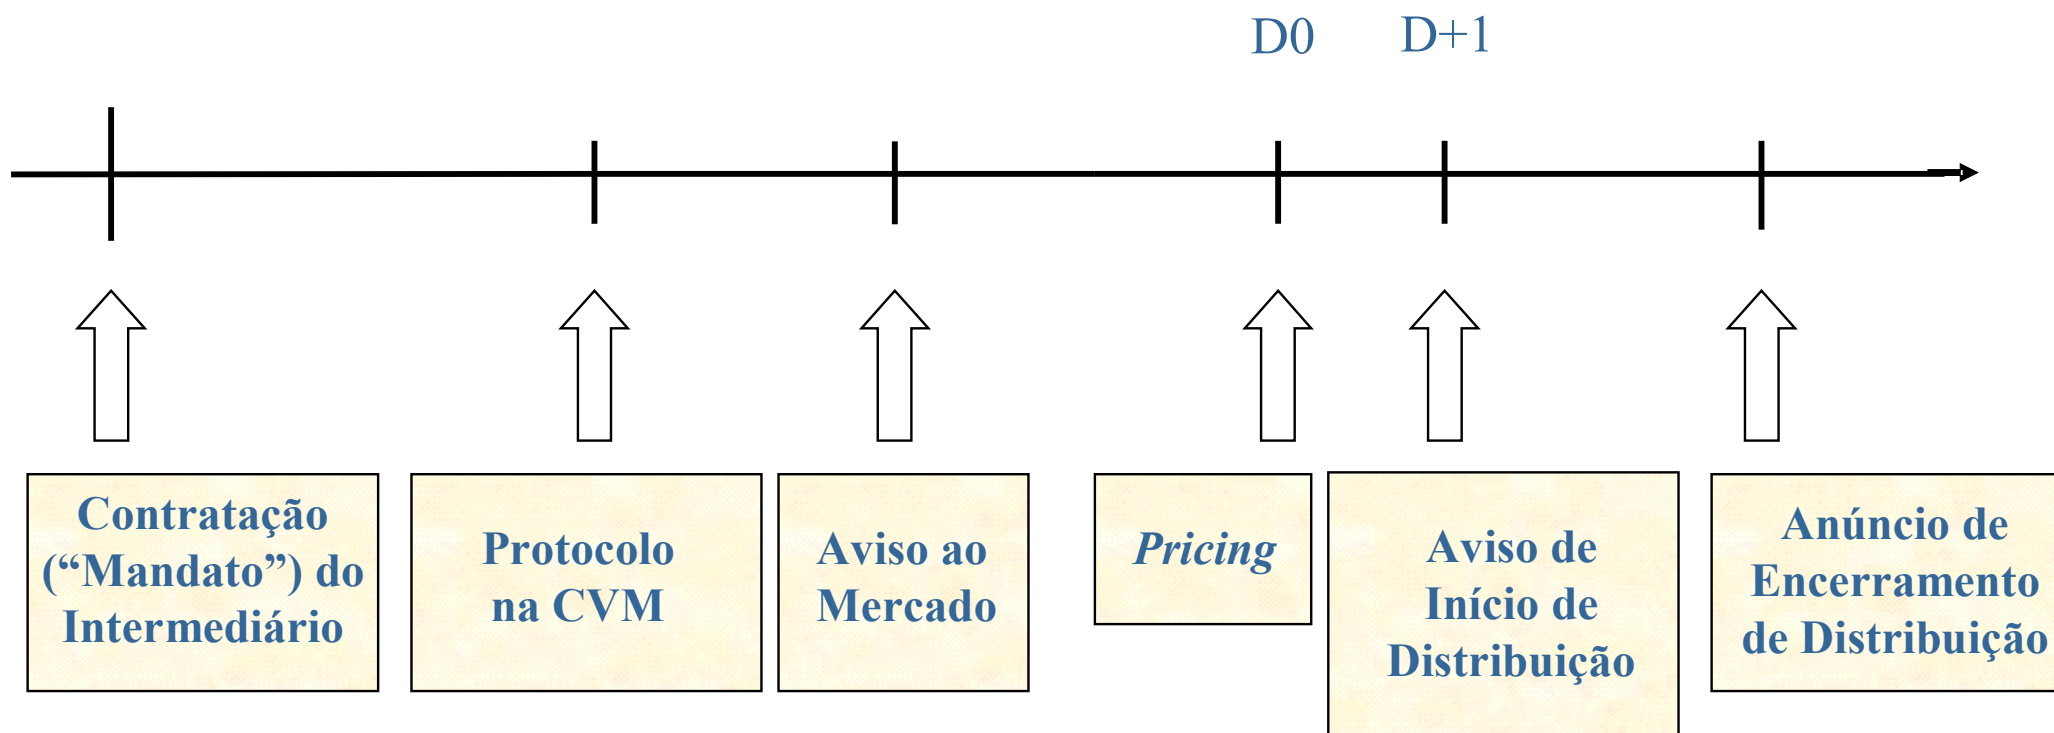 D0 D+1
Contratação
(“Mandato”) do
Intermediário
Protocolo
na CVM
Aviso ao
Mercado
Pricing
Aviso de
Início de
Distribuição
Anúncio de
Encerramento
de Distribuição